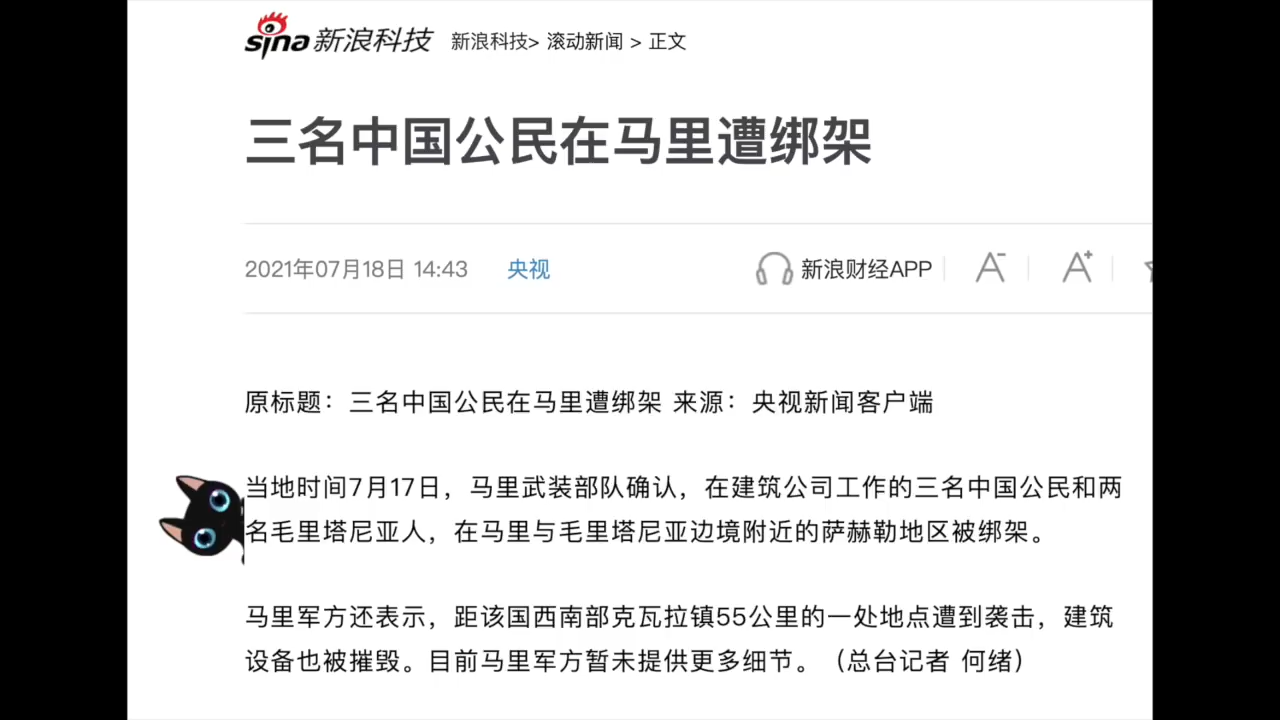 sina新浪科技 新浪科技> 滚动新闻 > 正文
三名中国公民在马里遭绑架
2021年07月18日 14:43 央视 新浪财经APP A- A+
原标题：三名中国公民在马里遭绑架 来源：央视新闻客户端
当地时间7月17日，马里武装部队确认，在建筑公司工作的三名中国公民和两
名毛里塔尼亚人，在马里与毛里塔尼亚边境附近的萨赫勒地区被绑架。
马里军方还表示，距该国西南部克瓦拉镇55公里的一处地点遭到袭击，建筑
设备也被摧毁。目前马里军方暂未提供更多细节。（总台记者 何绪）